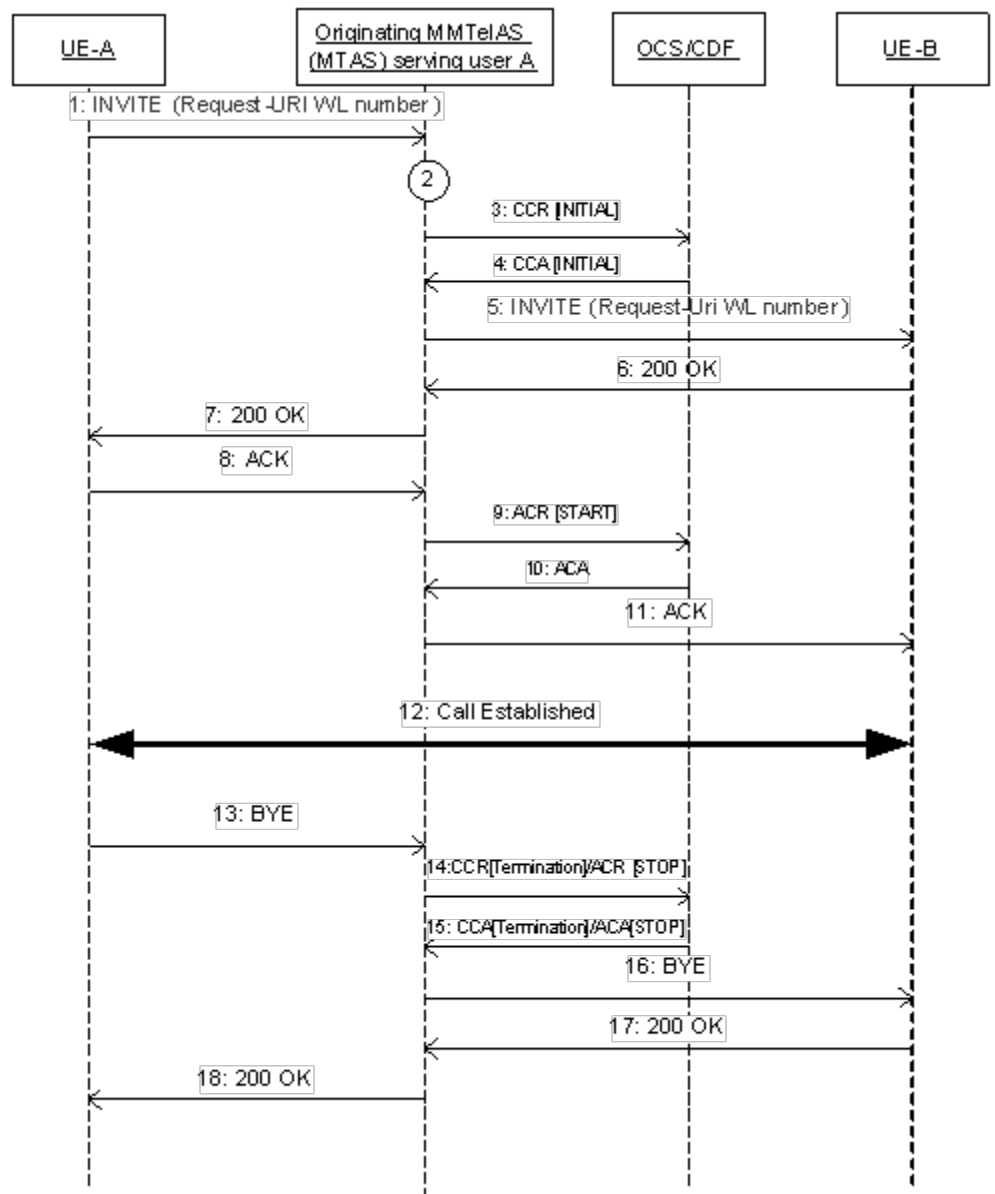 UE-A
Originating MMTelAS
(MTAS) serving user A
OCS/CDF
UE-B
1: INVITE (Request-URI WL number)
2
3: CCR [INITIAL]
4: CCA [INITIAL]
5: INVITE (Request-Uri WL number)
6: 200 OK
7: 200 OK
8: ACK
9: ACR [START]
10: ACA
11: ACK
12: Call Established
13: BYE
14:CCR[Termination]/ACR [STOP]
15: CCA[Termination]/ACA[STOP]
16: BYE
17: 200 OK
18: 200 OK